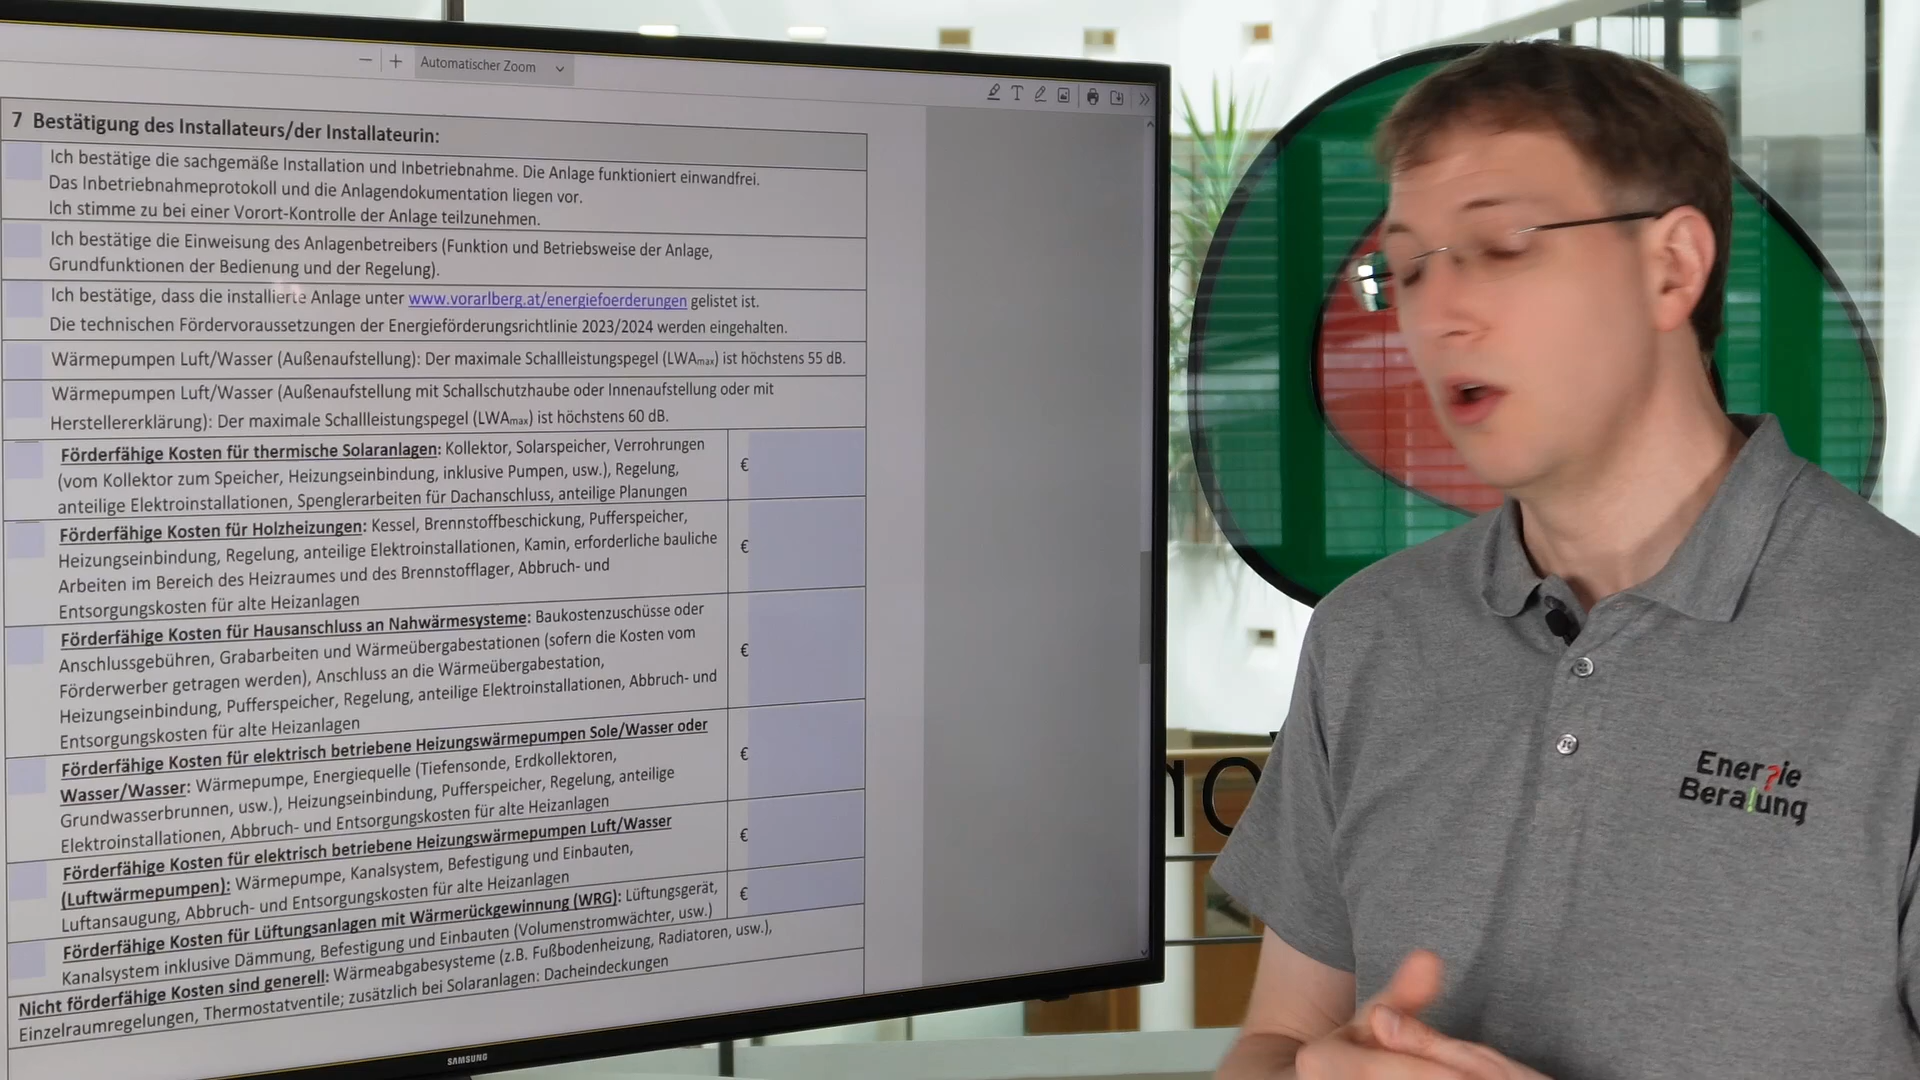 Automatischer Zoom
7 Bestätigung des Installateurs/der Installateurin:
Ich bestätige die sachgemäße Installation und Inbetriebnahme. Die Anlage funktioniert einwandfrei.
Das Inbetriebnahmeprotokoll und die Anlagendokumentation liegen vor.
Ich stimme zu bei einer Vorort-Kontrolle der Anlage teilzunehmen.
Ich bestätige die Einweisung des Anlagenbetreibers (Funktion und Betriebsweise der Anlage,
Grundfunktionen der Bedienung und der Regelung).
Ich bestätige, dass die installierte Anlage unter www.vorarlberg.at/energiefoerderungen gelistet ist.
Die technischen Fördervoraussetzungen der Energieförderungsrichtlinie 2023/2024 werden eingehalten.
Wärmepumpen Luft/Wasser (Außenaufstellung): Der maximale Schallleistungspegel (LWAmax) ist höchstens 55 dB.
Wärmepumpen Luft/Wasser (Außenaufstellung mit Schallschutzhaube oder Innenaufstellung oder mit
Herstellererklärung): Der maximale Schallleistungspegel (LWAmax) ist höchstens 60 dB.
Förderfähige Kosten für thermische Solaranlagen: Kollektor, Solarspeicher, Verrohrungen
(vom Kollektor zum Speicher, Heizungseinbindung, inklusive Pumpen, usw.), Regelung, €
anteilige Elektroinstallationen, Spenglerarbeiten für Dachanschluss, anteilige Planungen
Förderfähige Kosten für Holzheizungen: Kessel, Brennstoffbeschickung, Pufferspeicher,
Heizungseinbindung, Regelung, anteilige Elektroinstallationen, Kamin, erforderliche bauliche €
Arbeiten im Bereich des Heizraumes und des Brennstofflager, Abbruch- und
Entsorgungskosten für alte Heizanlagen
Förderfähige Kosten für Hausanschluss an Nahwärmesysteme: Baukostenzuschüsse oder
Anschlussgebühren, Grabarbeiten und Wärmeübergabestationen (sofern die Kosten vom €
Förderwerber getragen werden), Anschluss an die Wärmeübergabestation,
Heizungseinbindung, Pufferspeicher, Regelung, anteilige Elektroinstallationen, Abbruch- und
Entsorgungskosten für alte Heizanlagen
Förderfähige Kosten für elektrisch betriebene Heizungswärmepumpen Sole/Wasser oder
Wasser/Wasser: Wärmepumpe, Energiequelle (Tiefensonde, Erdkollektoren, €
Grundwasserbrunnen, usw.), Heizungseinbindung, Pufferspeicher, Regelung, anteilige
Elektroinstallationen, Abbruch- und Entsorgungskosten für alte Heizanlagen
Förderfähige Kosten für elektrisch betriebene Heizungswärmepumpen Luft/Wasser
(Luftwärmepumpen): Wärmepumpe, Kanalsystem, Befestigung und Einbauten, €
Luftansaugung, Abbruch- und Entsorgungskosten für alte Heizanlagen
Förderfähige Kosten für Lüftungsanlagen mit Wärmerückgewinnung (WRG): Lüftungsgerät, €
Kanalsystem inklusive Dämmung, Befestigung und Einbauten (Volumenstromwächter, usw.)
Nicht förderfähige Kosten sind generell: Wärmeabgabesysteme (z.B. Fußbodenheizung, Radiatoren, usw.),
Einzelraumregelungen, Thermostatventile; zusätzlich bei Solaranlagen: Dacheindeckungen
SAMSUNG
Ener?ie
Bera!ung